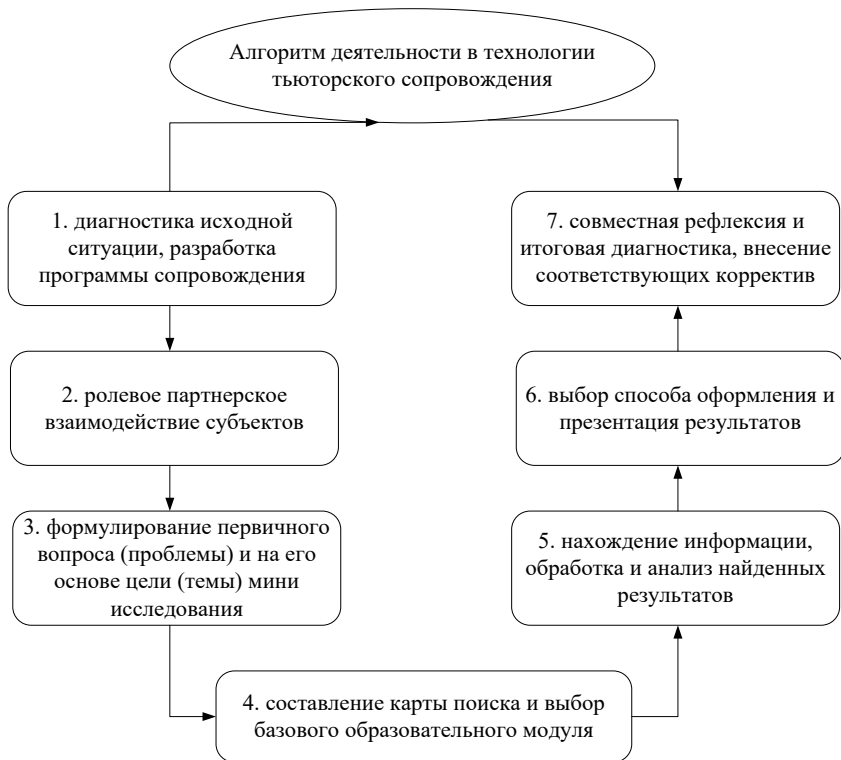 Алгоритм деятельности в технологии
тьюторского сопровождения
1. диагностика исходной
ситуации, разработка
программы сопровождения
2. ролевое партнерское
взаимодействие субъектов
3. формулирование первичного
вопроса (проблемы) и на его
основе цели (темы) мини
исследования
4. составление карты поиска и выбор
базового образовательного модуля
5. нахождение информации,
обработка и анализ найденных
результатов
6. выбор способа оформления и
презентация результатов
7. совместная рефлексия и
итоговая диагностика, внесение
соответствующих корректив